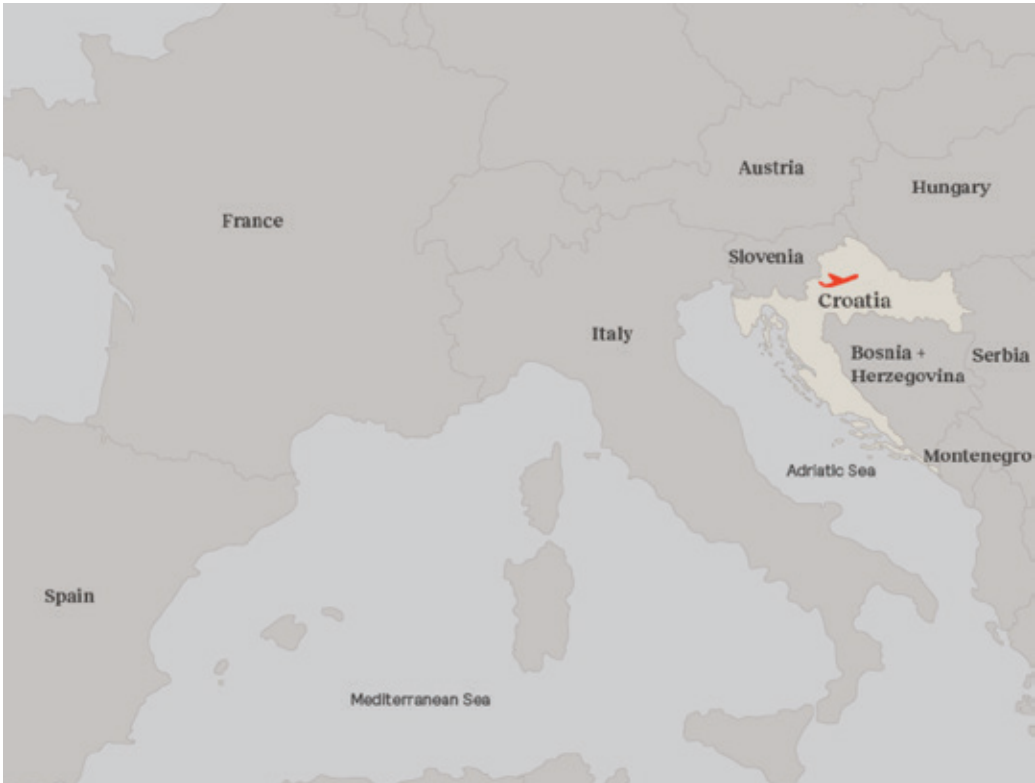 Austria
Hungary
France
Slovenia
Croatia
Italy
Bosnia +
Herzegovina
Serbia
Montenegro
Adriatic Sea
Spain
Mediterranean Sea